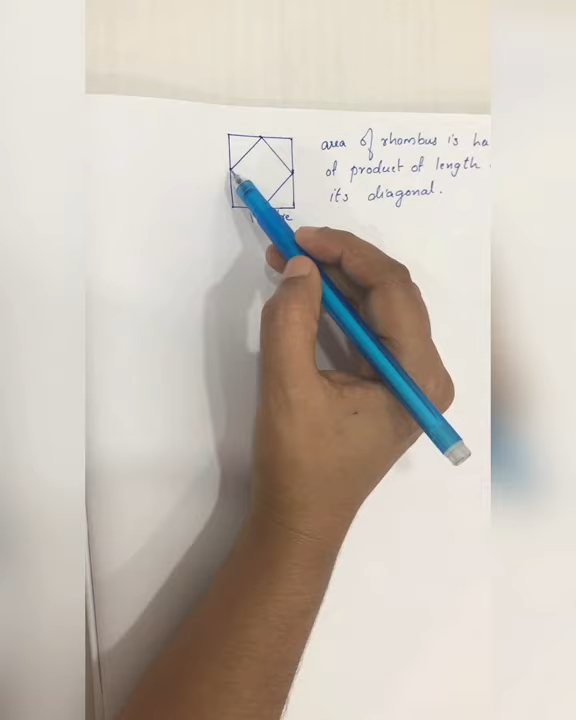 area of rhombus is ha
of product of length
its diagonal.